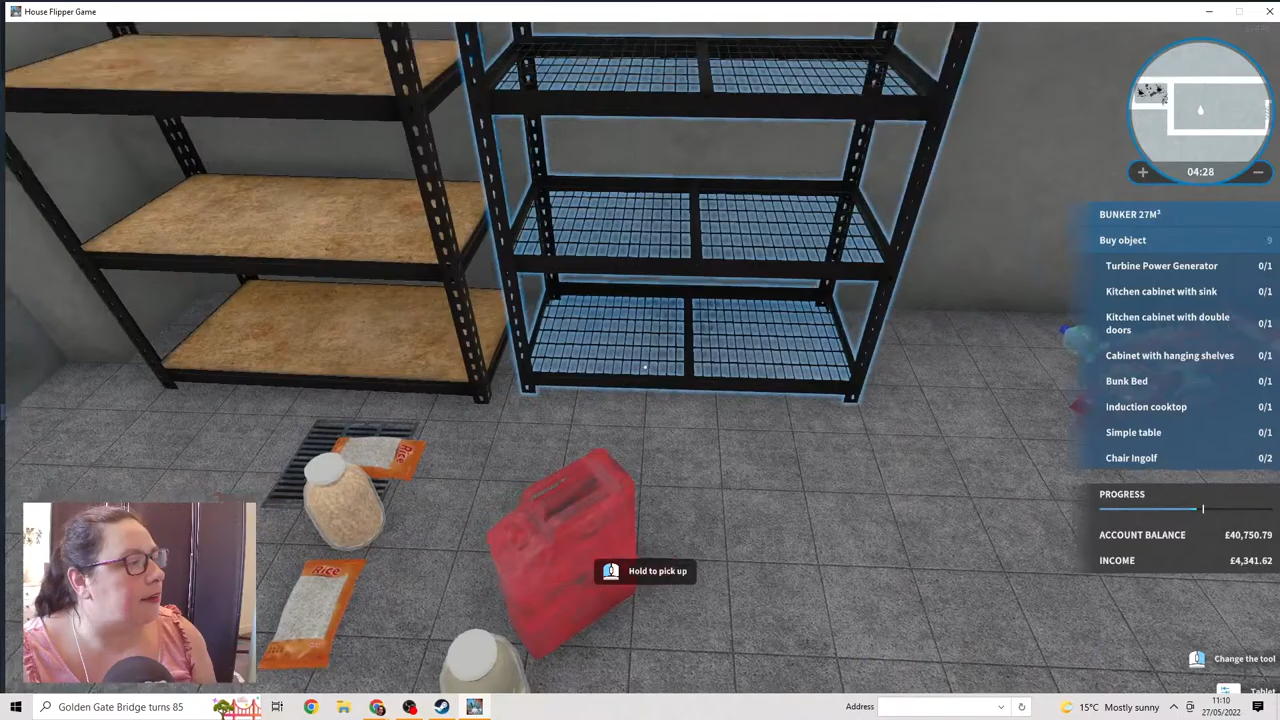 House Flipper Game
04:28
BUNKER 27M²
Buy object 9
Turbine Power Generator 0/1
Kitchen cabinet with sink 0/1
Kitchen cabinet with double doors 0/1
Cabinet with hanging shelves 0/1
Bunk Bed 0/1
Induction cooktop 0/1
Simple table 0/1
Chair Ingolf 0/2
PROGRESS
ACCOUNT BALANCE £40,750.79
INCOME £4,341.62
Rice
Rice
Hold to pick up
Change the tool
Tablet
Golden Gate Bridge turns 85
Address
15°C Mostly sunny
11:10
27/05/2022